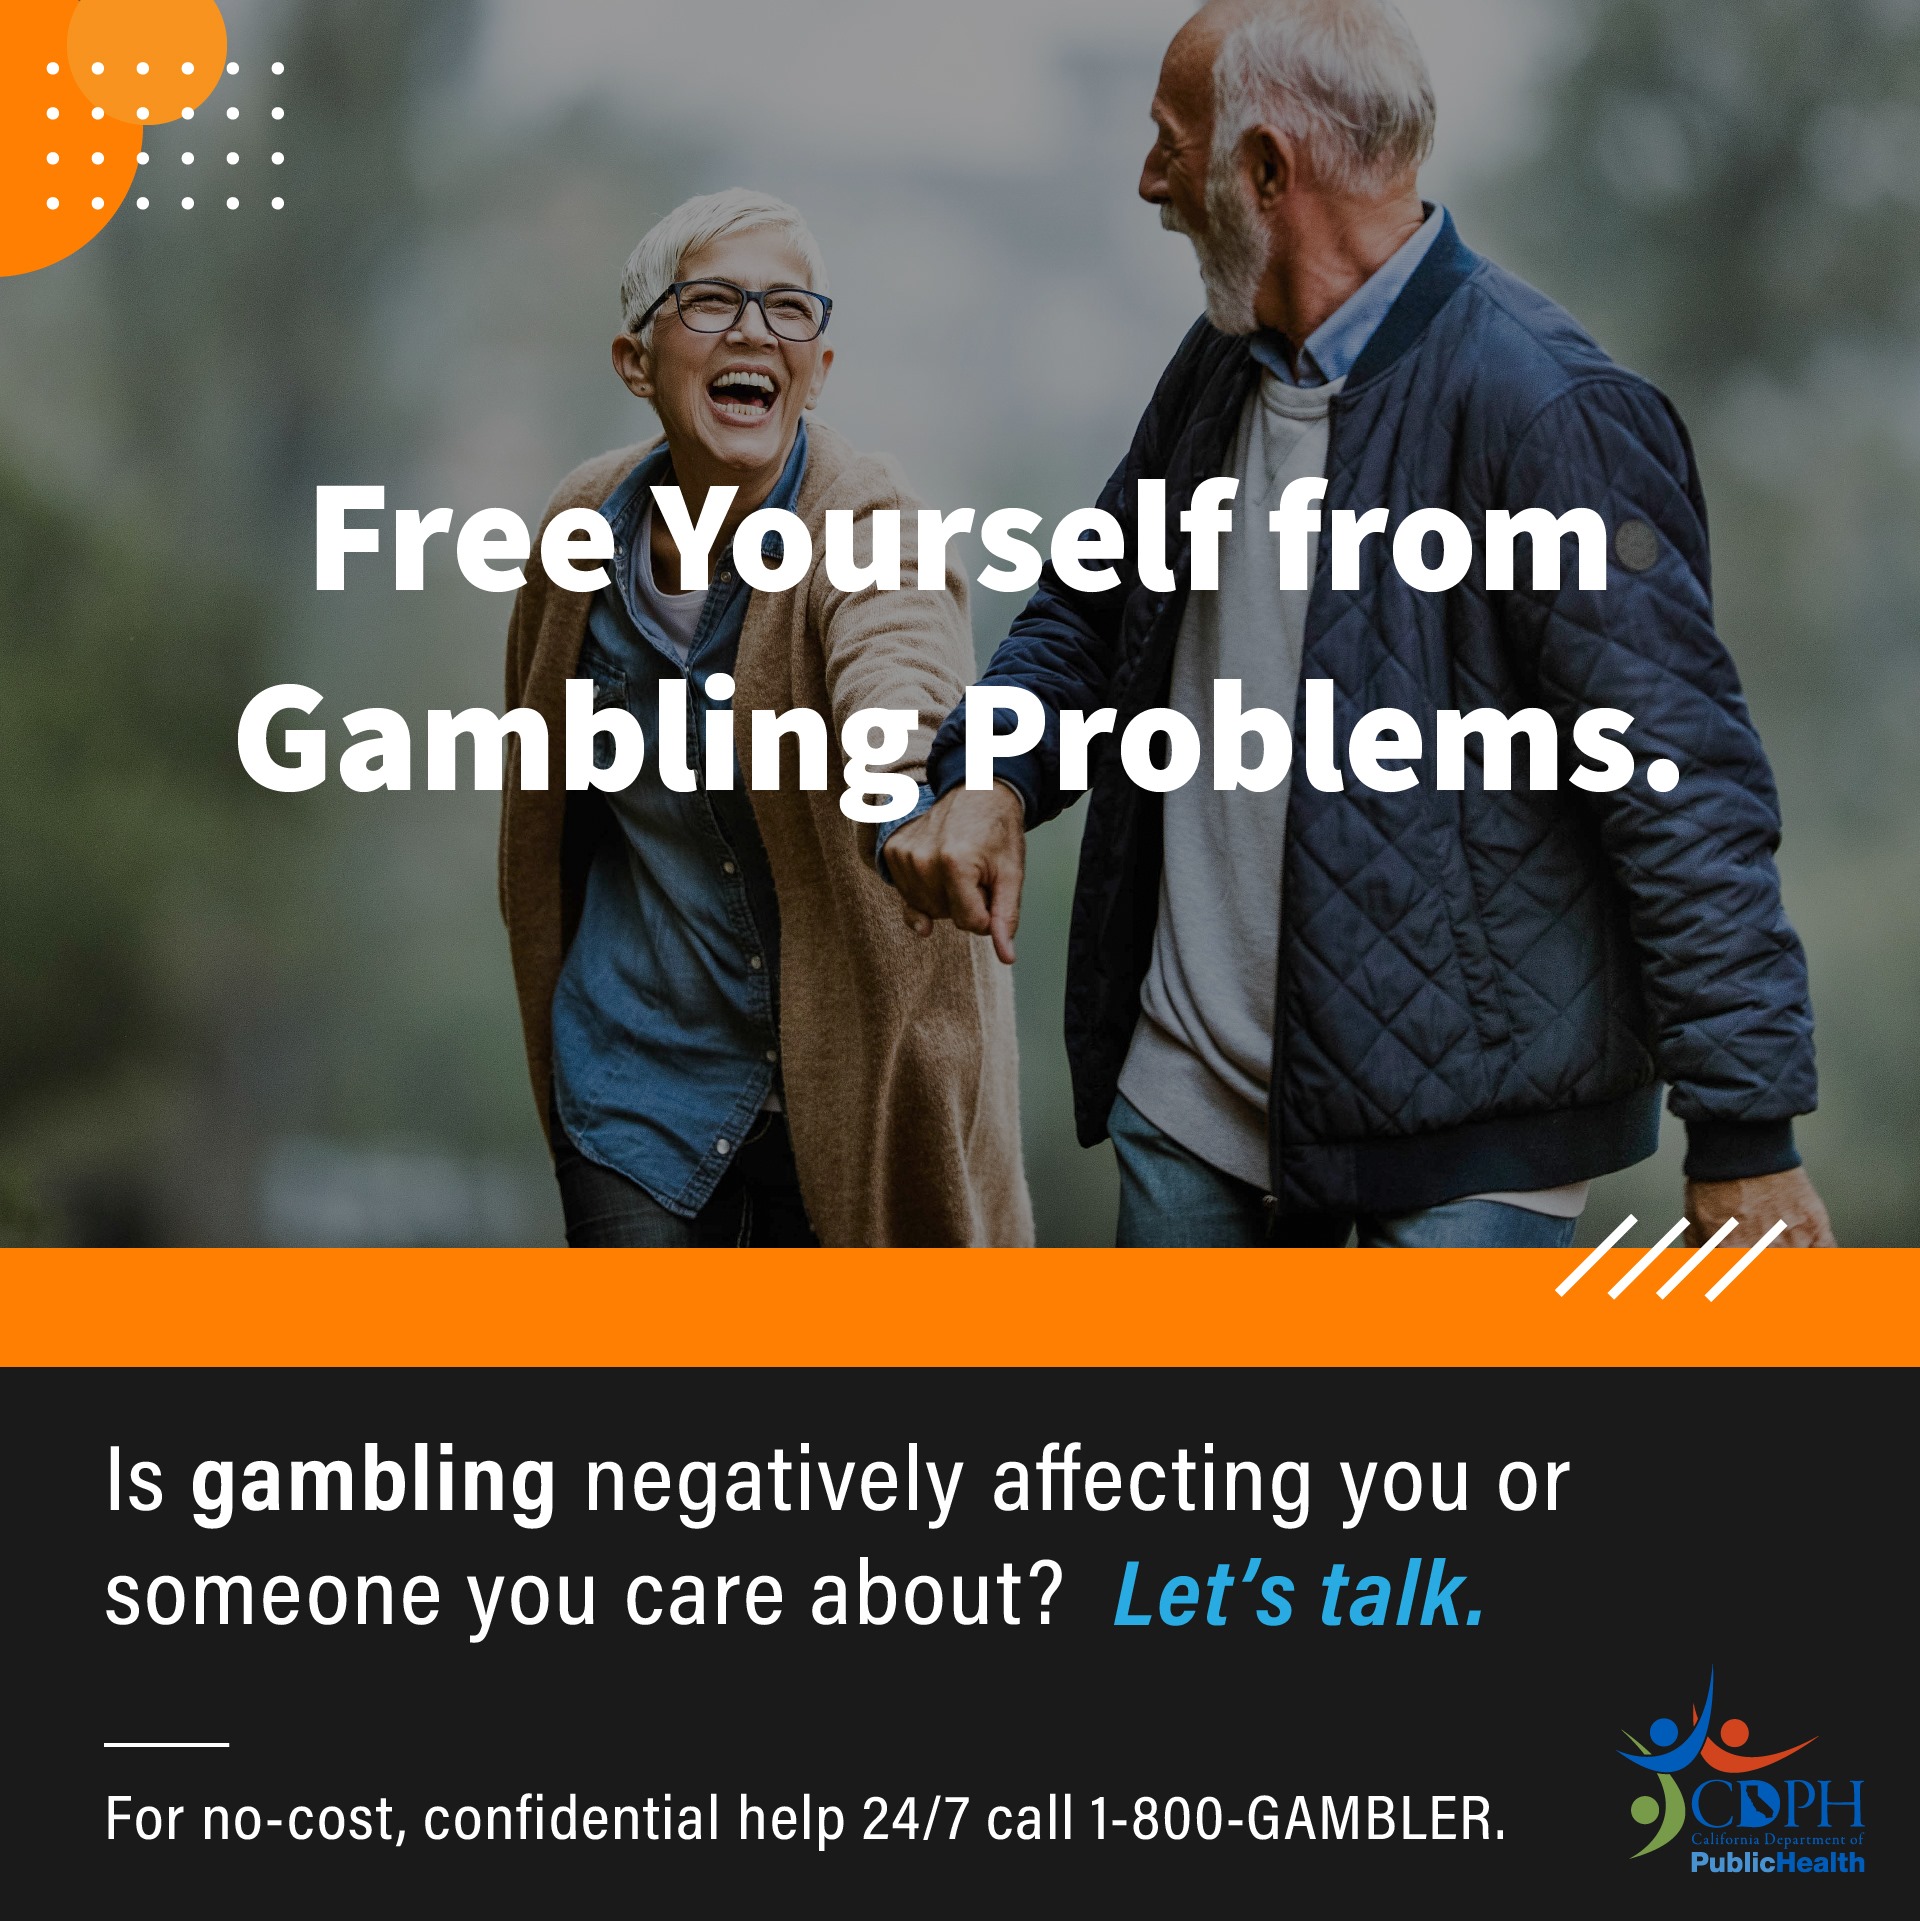 Free Yourself from
Gambling Problems.
Is gambling negatively affecting you or
someone you care about? Let's talk.
For no-cost, confidential help 24/7 call 1-800-GAMBLER.
CDPH
California Department of
PublicHealth